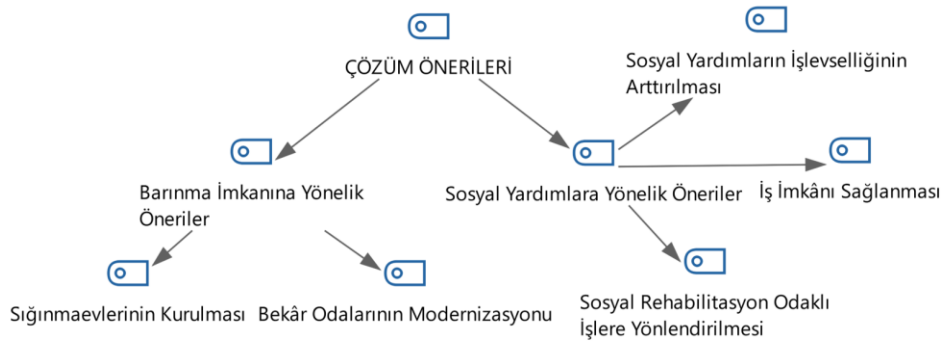 ÇÖZÜM ÖNERİLERİ
Sosyal Yardımların İşlevselliğinin
Arttırılması
Barınma İmkanına Yönelik
Öneriler
Sosyal Yardımlara Yönelik Öneriler
İş İmkânı Sağlanması
Sığınmaevlerinin Kurulması
Bekâr Odalarının Modernizasyonu
Sosyal Rehabilitasyon Odaklı
İşlere Yönlendirilmesi